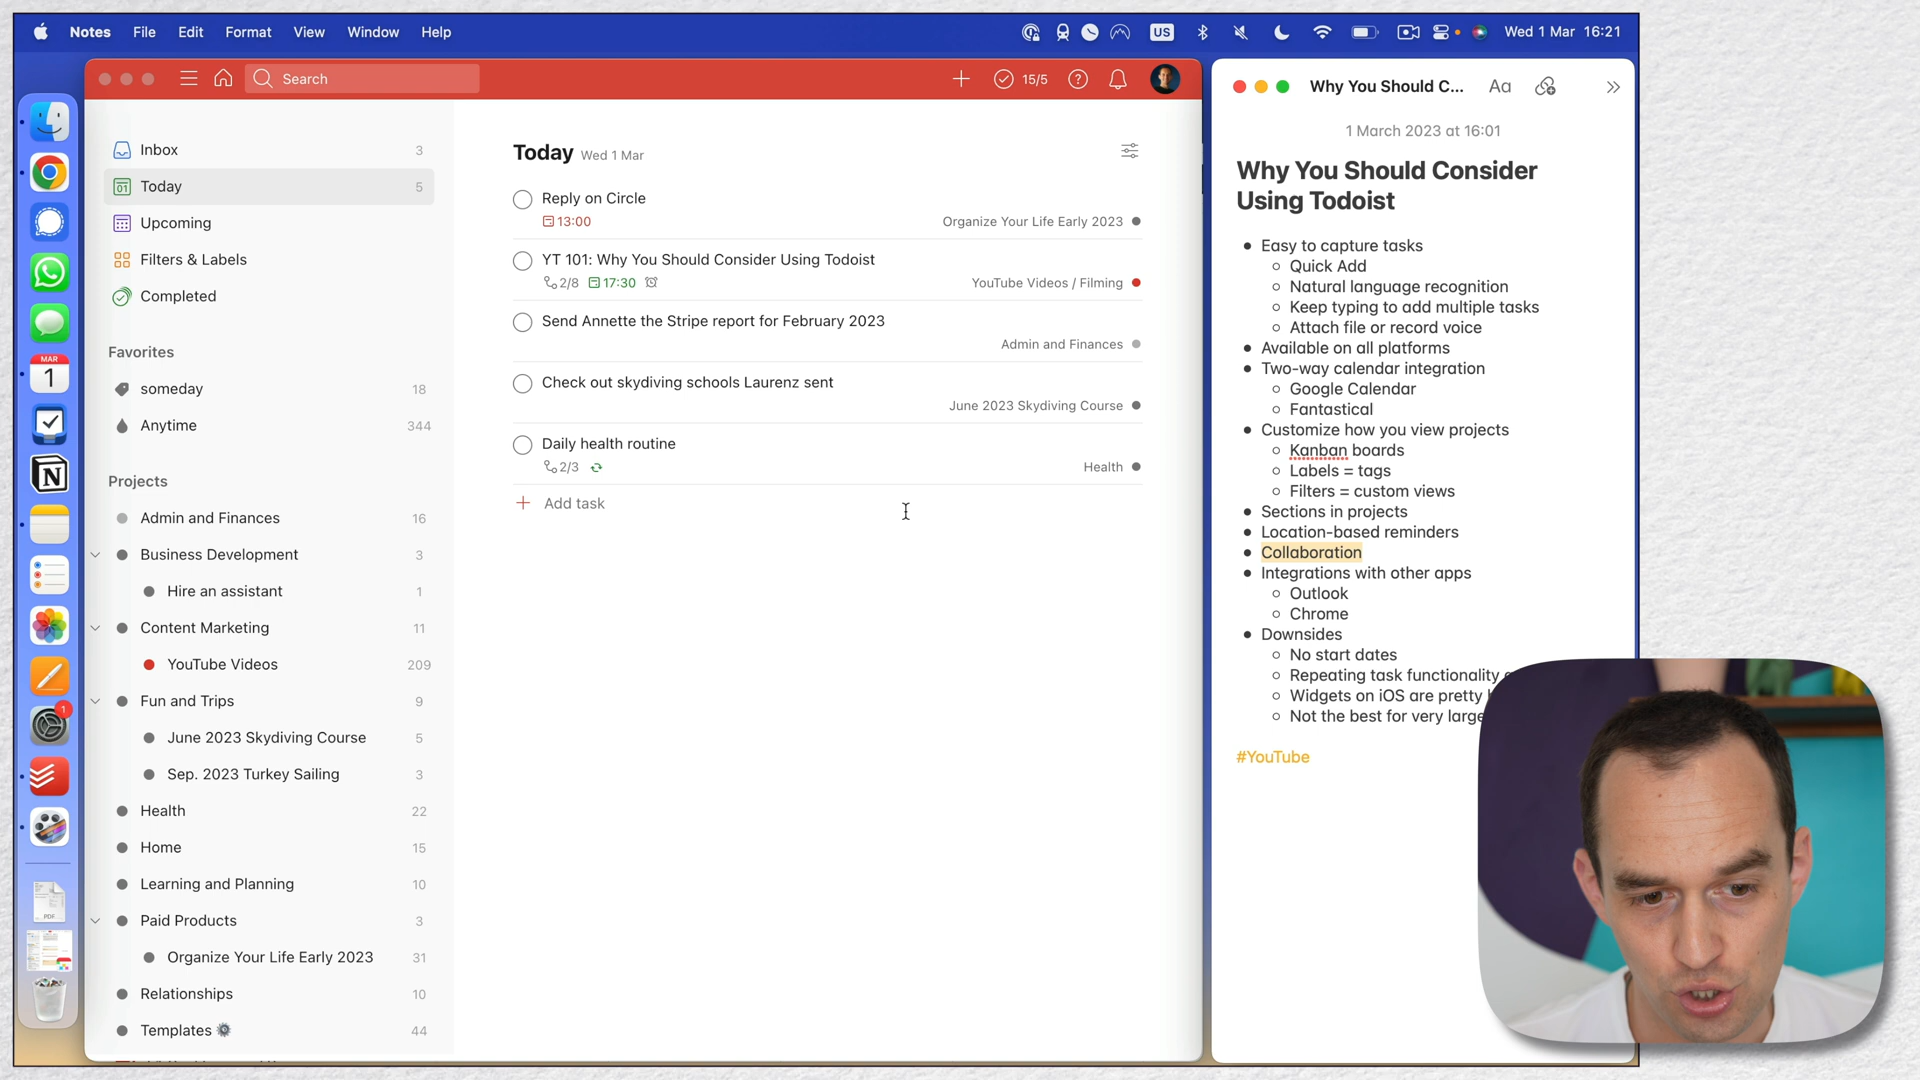 Notes File Edit Format View Window Help
US
Wed 1 Mar 16:21
Search
15/5
Inbox 3
01 Today 5
Upcoming
Filters & Labels
Completed
Favorites
someday 18
Anytime 344
Projects
Admin and Finances 16
Business Development 3
Hire an assistant 1
Content Marketing 11
YouTube Videos 209
Fun and Trips 9
June 2023 Skydiving Course 5
Sep. 2023 Turkey Sailing 3
Health 22
Home 15
Learning and Planning 10
Paid Products 3
Organize Your Life Early 2023 31
Relationships 10
Templates 44
MAR
1
1
PDF
Today Wed 1 Mar
Reply on Circle
13:00 Organize Your Life Early 2023
YT 101: Why You Should Consider Using Todoist
2/8 17:30 YouTube Videos / Filming
Send Annette the Stripe report for February 2023
Admin and Finances
Check out skydiving schools Laurenz sent
June 2023 Skydiving Course
Daily health routine
2/3 Health
+ Add task
Why You Should C... Aa
1 March 2023 at 16:01
Why You Should Consider
Using Todoist
Easy to capture tasks
Quick Add
Natural language recognition
Keep typing to add multiple tasks
Attach file or record voice
Available on all platforms
Two-way calendar integration
Google Calendar
Fantastical
Customize how you view projects
Kanban boards
Labels = tags
Filters = custom views
Sections in projects
Location-based reminders
Collaboration
Integrations with other apps
Outlook
Chrome
Downsides
No start dates
Repeating task functionality
Widgets on iOS are pretty
Not the best for very large
#YouTube